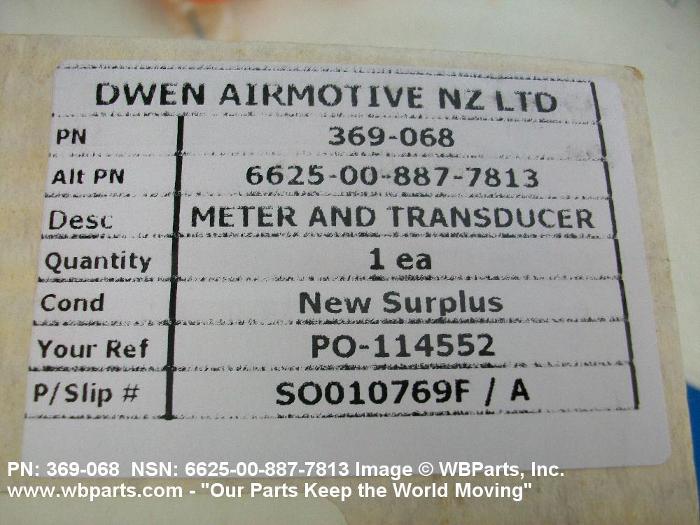 DWEN AIRMOTIVE NZ LTD
PN 369-068
Alt PN 6625-00-887-7813
Desc METER AND TRANSDUCER
Quantity 1 ea
Cond New Surplus
Your Ref PO-114552
P/Slip # SO010769F / A
PN: 369-068 NSN: 6625-00-887-7813 Image © WBParts, Inc.
www.wbparts.com - "Our Parts Keep the World Moving"